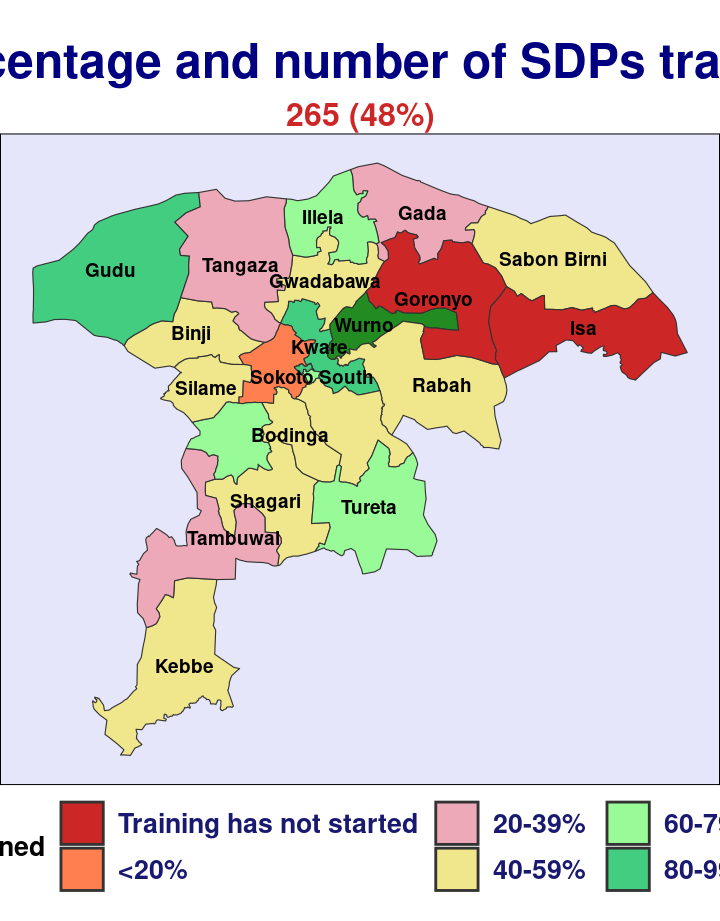 centage and number of SDPs tra
265 (48%)
Illela
Gada
Gudu
Tangaza
Sabon Birni
Gwadabawa
Goronyo
Binji
Wurno
Isa
Kware
Silame
Sokoto South
Rabah
Bodinga
Shagari
Tureta
Tambuwal
Kebbe
ned
Training has not started
<20%
20-39%
40-59%
60-7
80-9